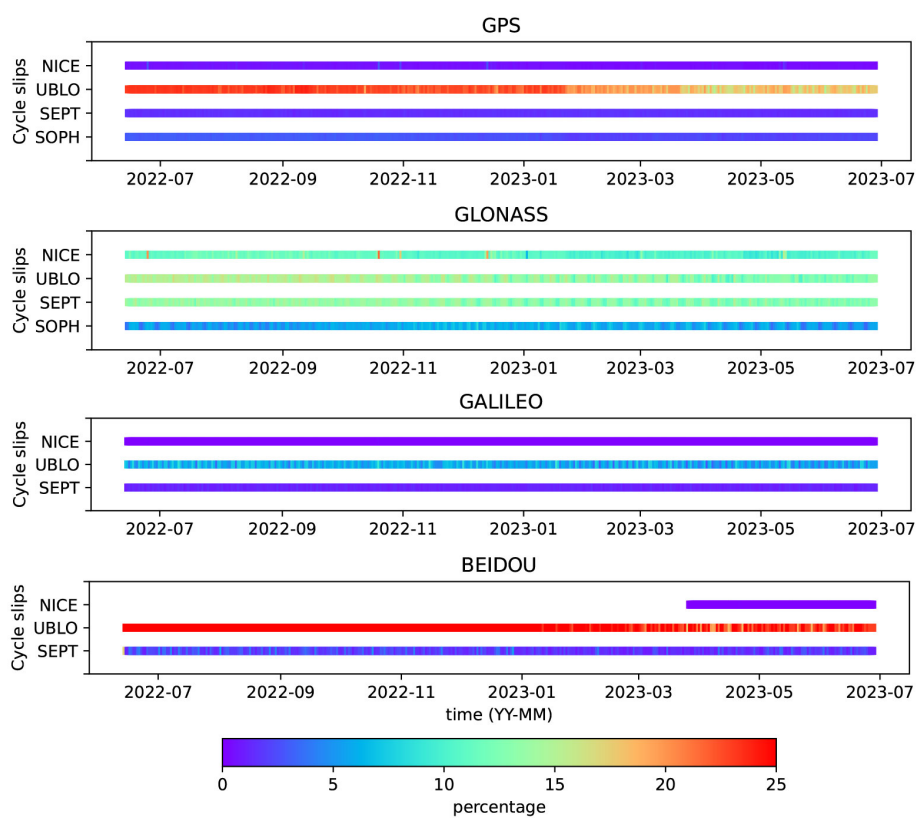 GPS
Cycle slips
NICE
UBLO
SEPT
SOPH
2022-07 2022-09 2022-11 2023-01 2023-03 2023-05 2023-07
GLONASS
Cycle slips
NICE
UBLO
SEPT
SOPH
2022-07 2022-09 2022-11 2023-01 2023-03 2023-05 2023-07
GALILEO
Cycle slips
NICE
UBLO
SEPT
2022-07 2022-09 2022-11 2023-01 2023-03 2023-05 2023-07
BEIDOU
Cycle slips
NICE
UBLO
SEPT
2022-07 2022-09 2022-11 2023-01 2023-03 2023-05 2023-07
time (YY-MM)
0 5 10 15 20 25
percentage